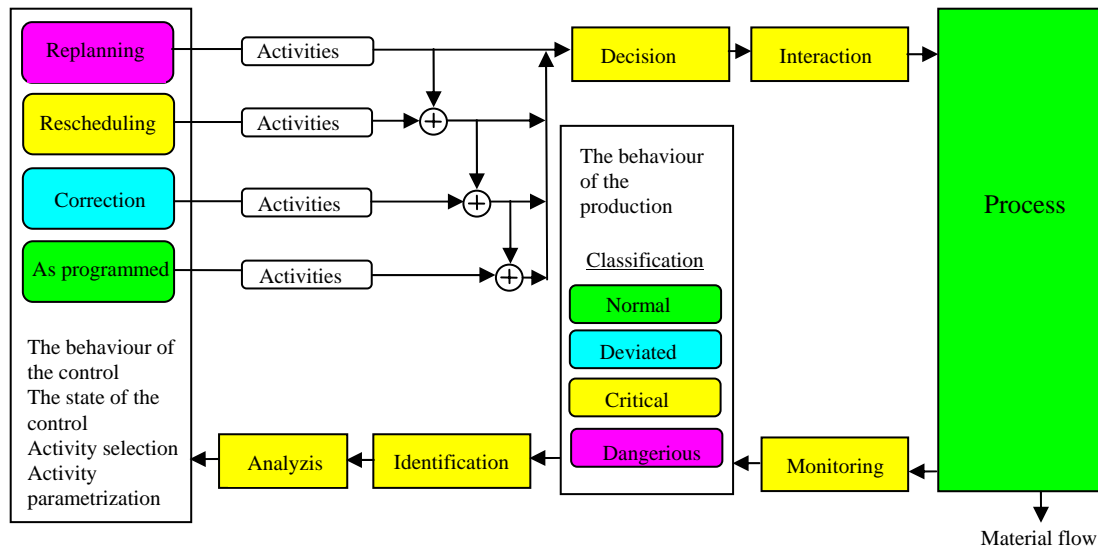 Replanning
Activities
Decision
Interaction
Rescheduling
Activities
Correction
Activities
As programmed
Activities
The behaviour of
the control
The state of the
control
Activity selection
Activity
parametrization
The behaviour
of the
production
Classification
Normal
Deviated
Critical
Dangerious
Process
Analyzis
Identification
Monitoring
Material flow